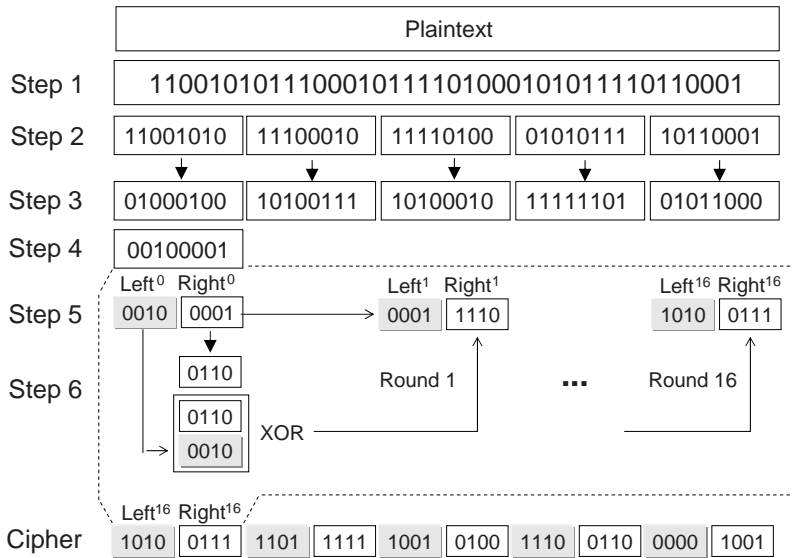 Plaintext
Step 1 1100101011100010111101000101011110110001
Step 2 11001010 11100010 11110100 01010111 10110001
Step 3 01000100 10100111 10100010 11111101 01011000
Step 4 00100001
Left⁰ Right⁰ Left¹ Right¹ Left¹⁶ Right¹⁶
Step 5 0010 0001 0001 1110 1010 0111
Step 6 0110 Round 1 ... Round 16
0110
XOR
0010
Left¹⁶ Right¹⁶
Cipher 1010 0111 1101 1111 1001 0100 1110 0110 0000 1001